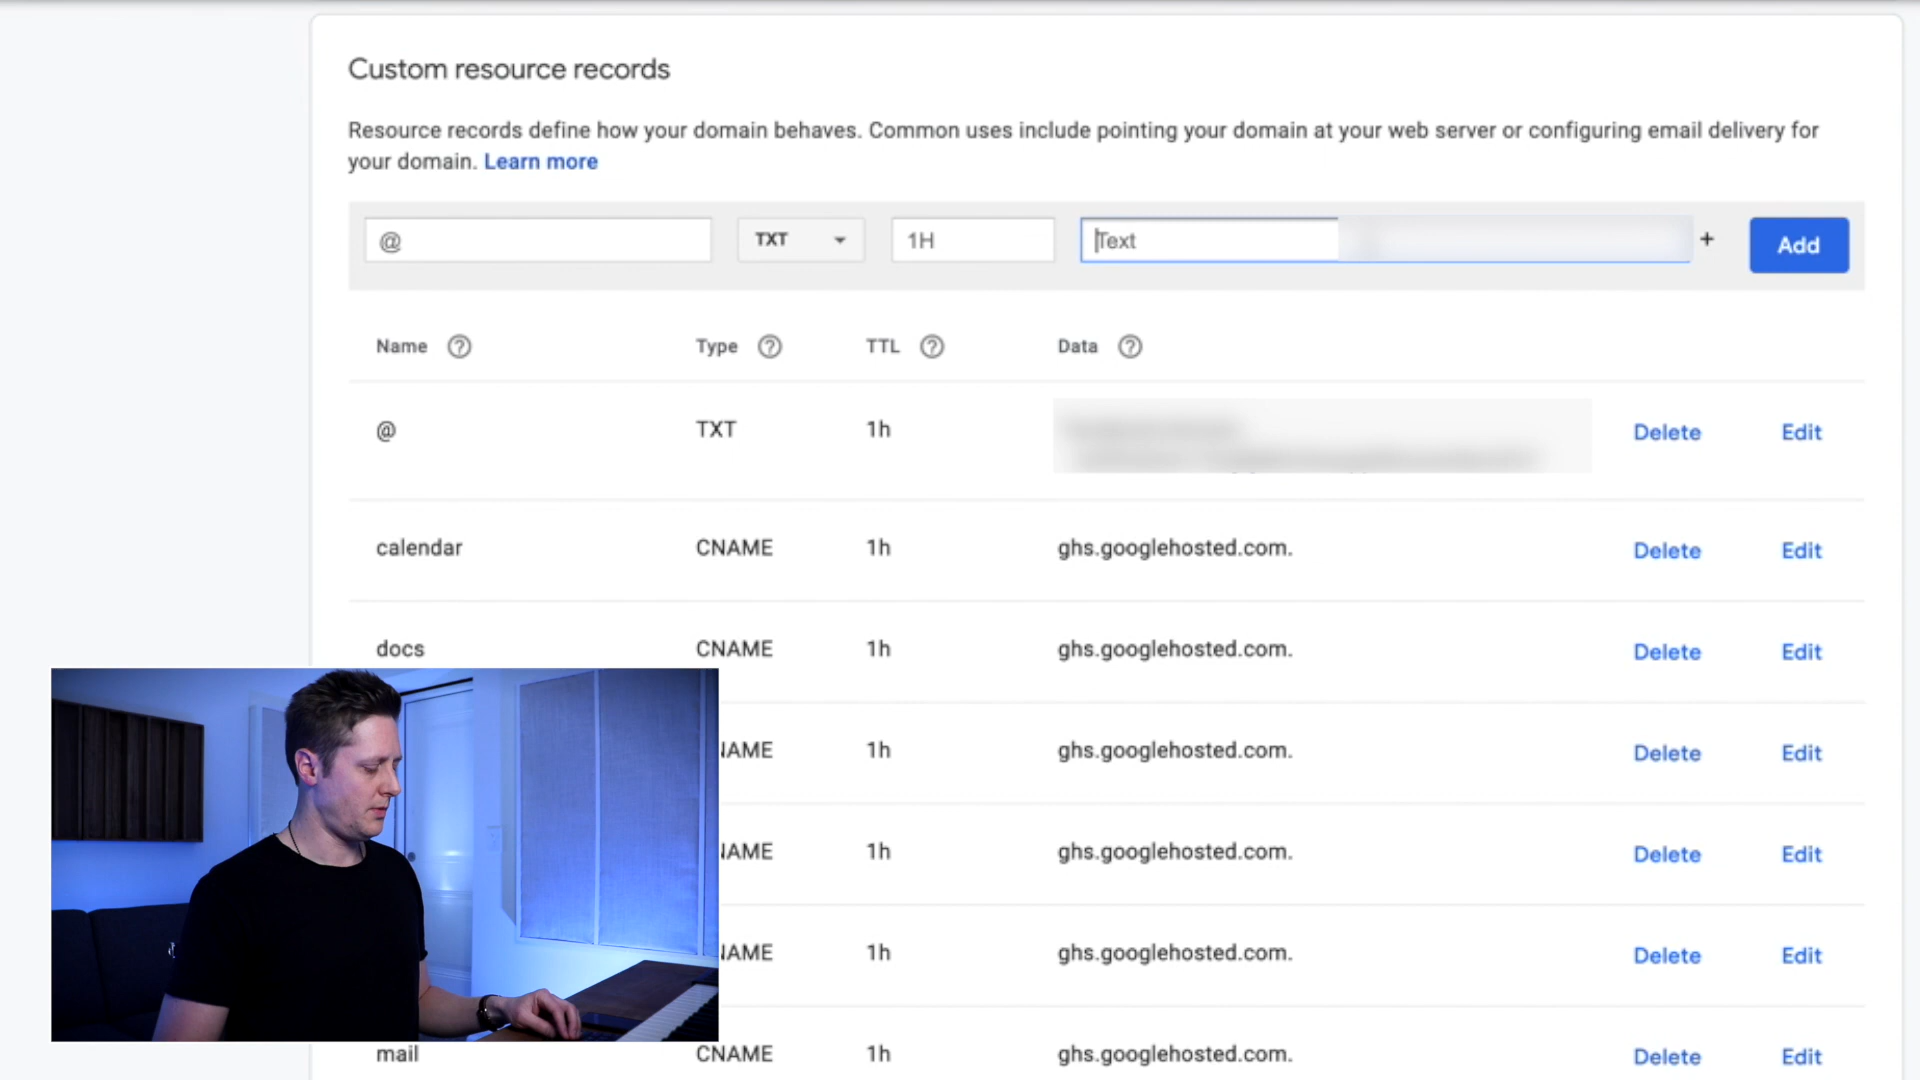 Custom resource records
Resource records define how your domain behaves. Common uses include pointing your domain at your web server or configuring email delivery for
your domain. Learn more
@ TXT 1H Text + Add
Name ? Type ? TTL ? Data ?
@ TXT 1h Delete Edit
calendar CNAME 1h ghs.googlehosted.com. Delete Edit
docs CNAME 1h ghs.googlehosted.com. Delete Edit
NAME 1h ghs.googlehosted.com. Delete Edit
NAME 1h ghs.googlehosted.com. Delete Edit
NAME 1h ghs.googlehosted.com. Delete Edit
mail CNAME 1h ghs.googlehosted.com. Delete Edit